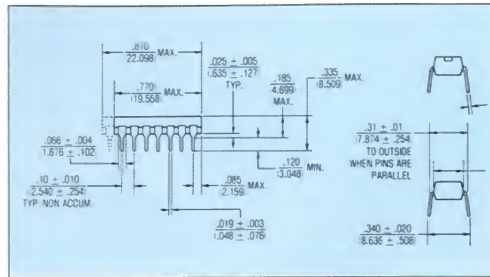 .810
22.098
MAX.
.770
(19.558)
MAX.
.025 ± .005
(.635 ± .127)
TYP.
.185
4.699
MAX.
.335
(8.509)
MAX.
.066 ± .004
1.676 ± .102
.10 ± .010
(2.540 ± .254)
TYP. NON ACCUM.
.120
(3.048)
MIN.
.085
(2.159)
MAX.
.019 ± .003
(.048 ± .076)
.31 ± .01
(7.874 ± .254)
TO OUTSIDE
WHEN PINS ARE
PARALLEL
.340 ± .020
(8.636 ± .508)